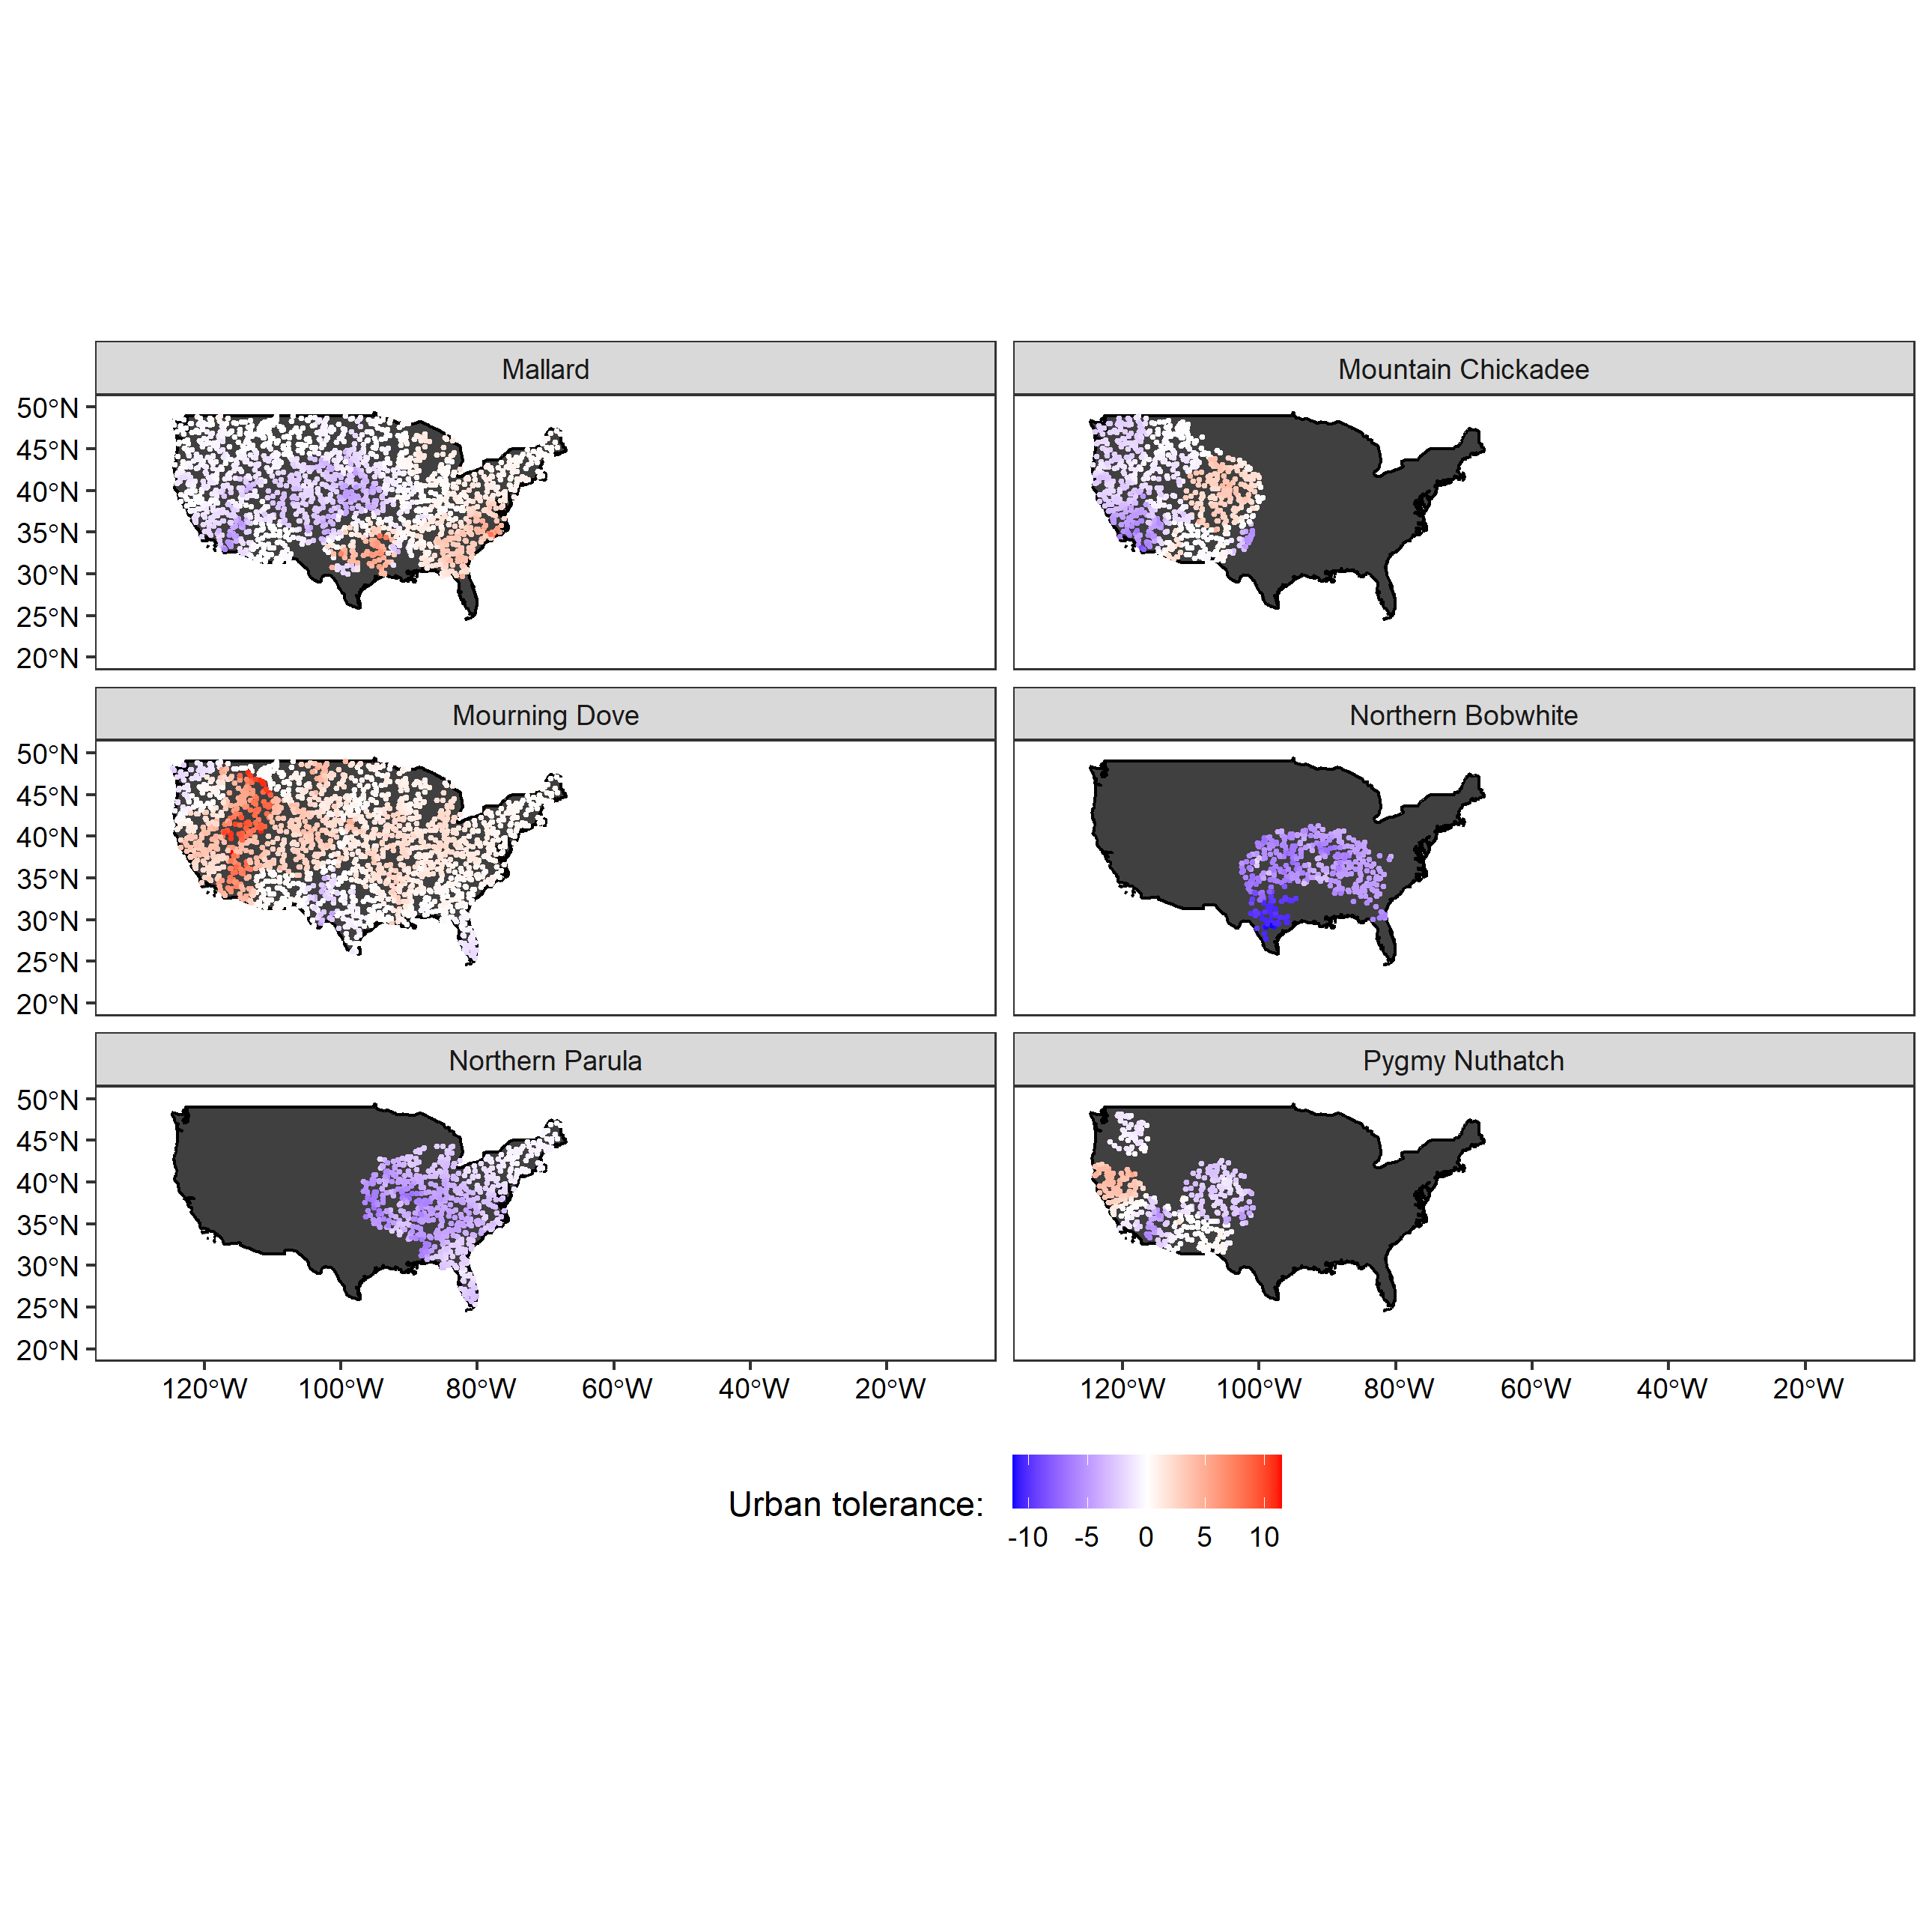 Mallard
Mountain Chickadee
50°N
45°N
40°N
35°N
30°N
25°N
20°N
Mourning Dove
Northern Bobwhite
50°N
45°N
40°N
35°N
30°N
25°N
20°N
Northern Parula
Pygmy Nuthatch
50°N
45°N
40°N
35°N
30°N
25°N
20°N
120°W 100°W 80°W 60°W 40°W 20°W
120°W 100°W 80°W 60°W 40°W 20°W
Urban tolerance:
-10 -5 0 5 10